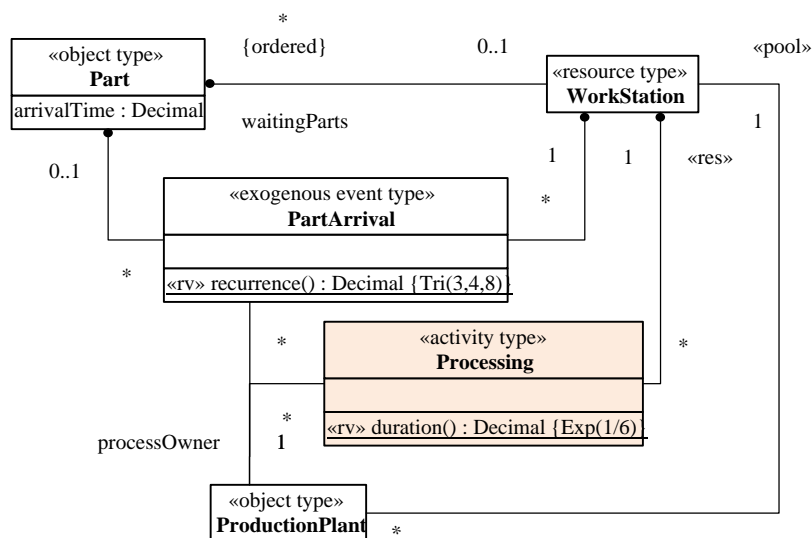 *
{ordered}
0..1
«pool»
«object type»
Part
arrivalTime : Decimal
«resource type»
WorkStation
waitingParts
1
0..1
1
1
«res»
«exogenous event type»
PartArrival
*
*
«rv» recurrence() : Decimal {Tri(3,4,8)}
*
«activity type»
Processing
*
*
«rv» duration() : Decimal {Exp(1/6)}
processOwner
1
«object type»
ProductionPlant
*